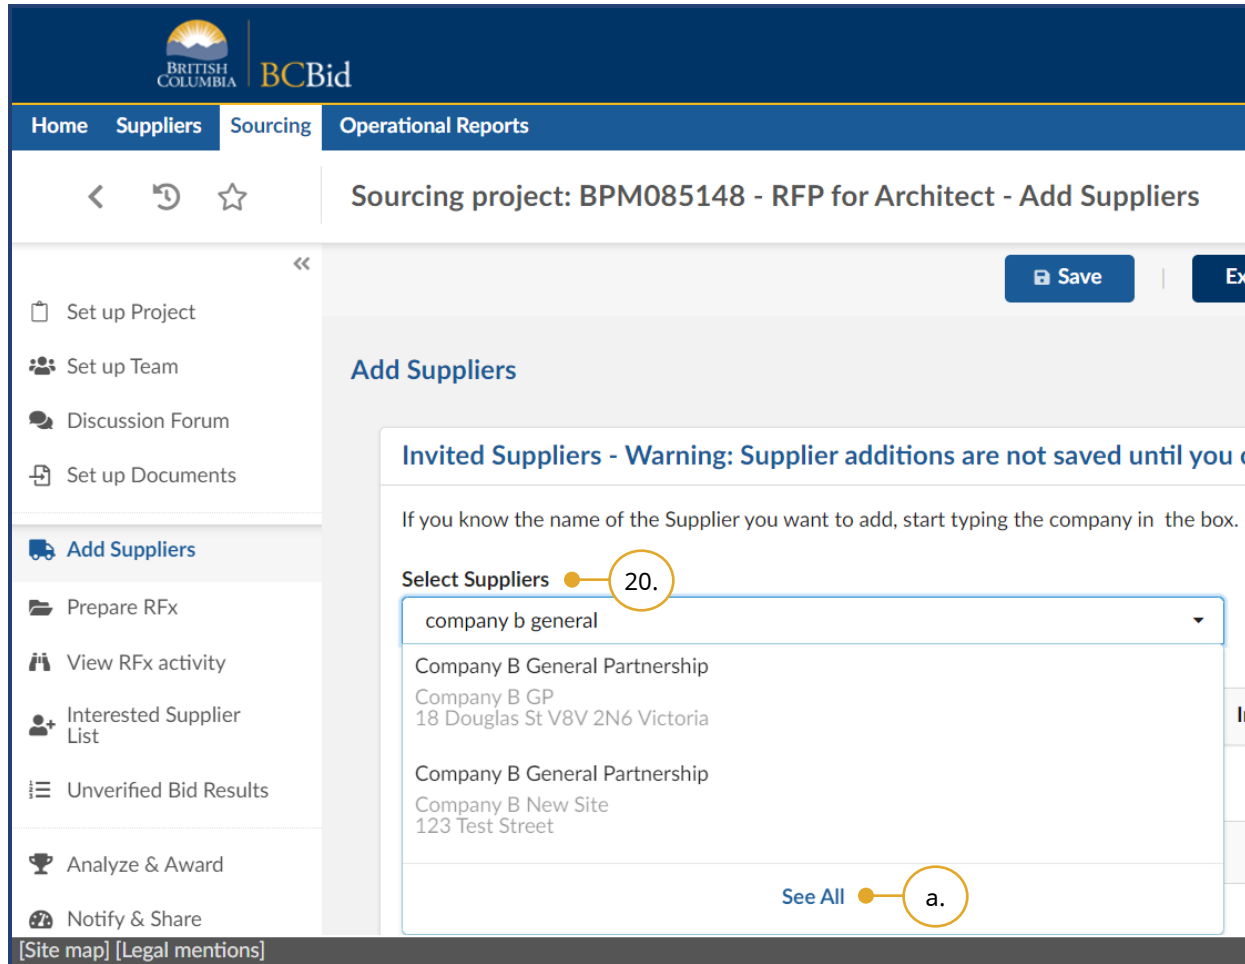 BRITISH
COLUMBIA
BCBid
Home Suppliers Sourcing Operational Reports
Sourcing project: BPM085148 - RFP for Architect - Add Suppliers
Save
Ex
Set up Project
Set up Team
Discussion Forum
Set up Documents
Add Suppliers
Prepare RFx
View RFx activity
Interested Supplier
List
Unverified Bid Results
Analyze & Award
Notify & Share
Add Suppliers
Invited Suppliers - Warning: Supplier additions are not saved until you
If you know the name of the Supplier you want to add, start typing the company in the box.
Select Suppliers
20.
company b general
Company B General Partnership
Company B GP
18 Douglas St V8V 2N6 Victoria
Company B General Partnership
Company B New Site
123 Test Street
See All
a.
[Site map] [Legal mentions]